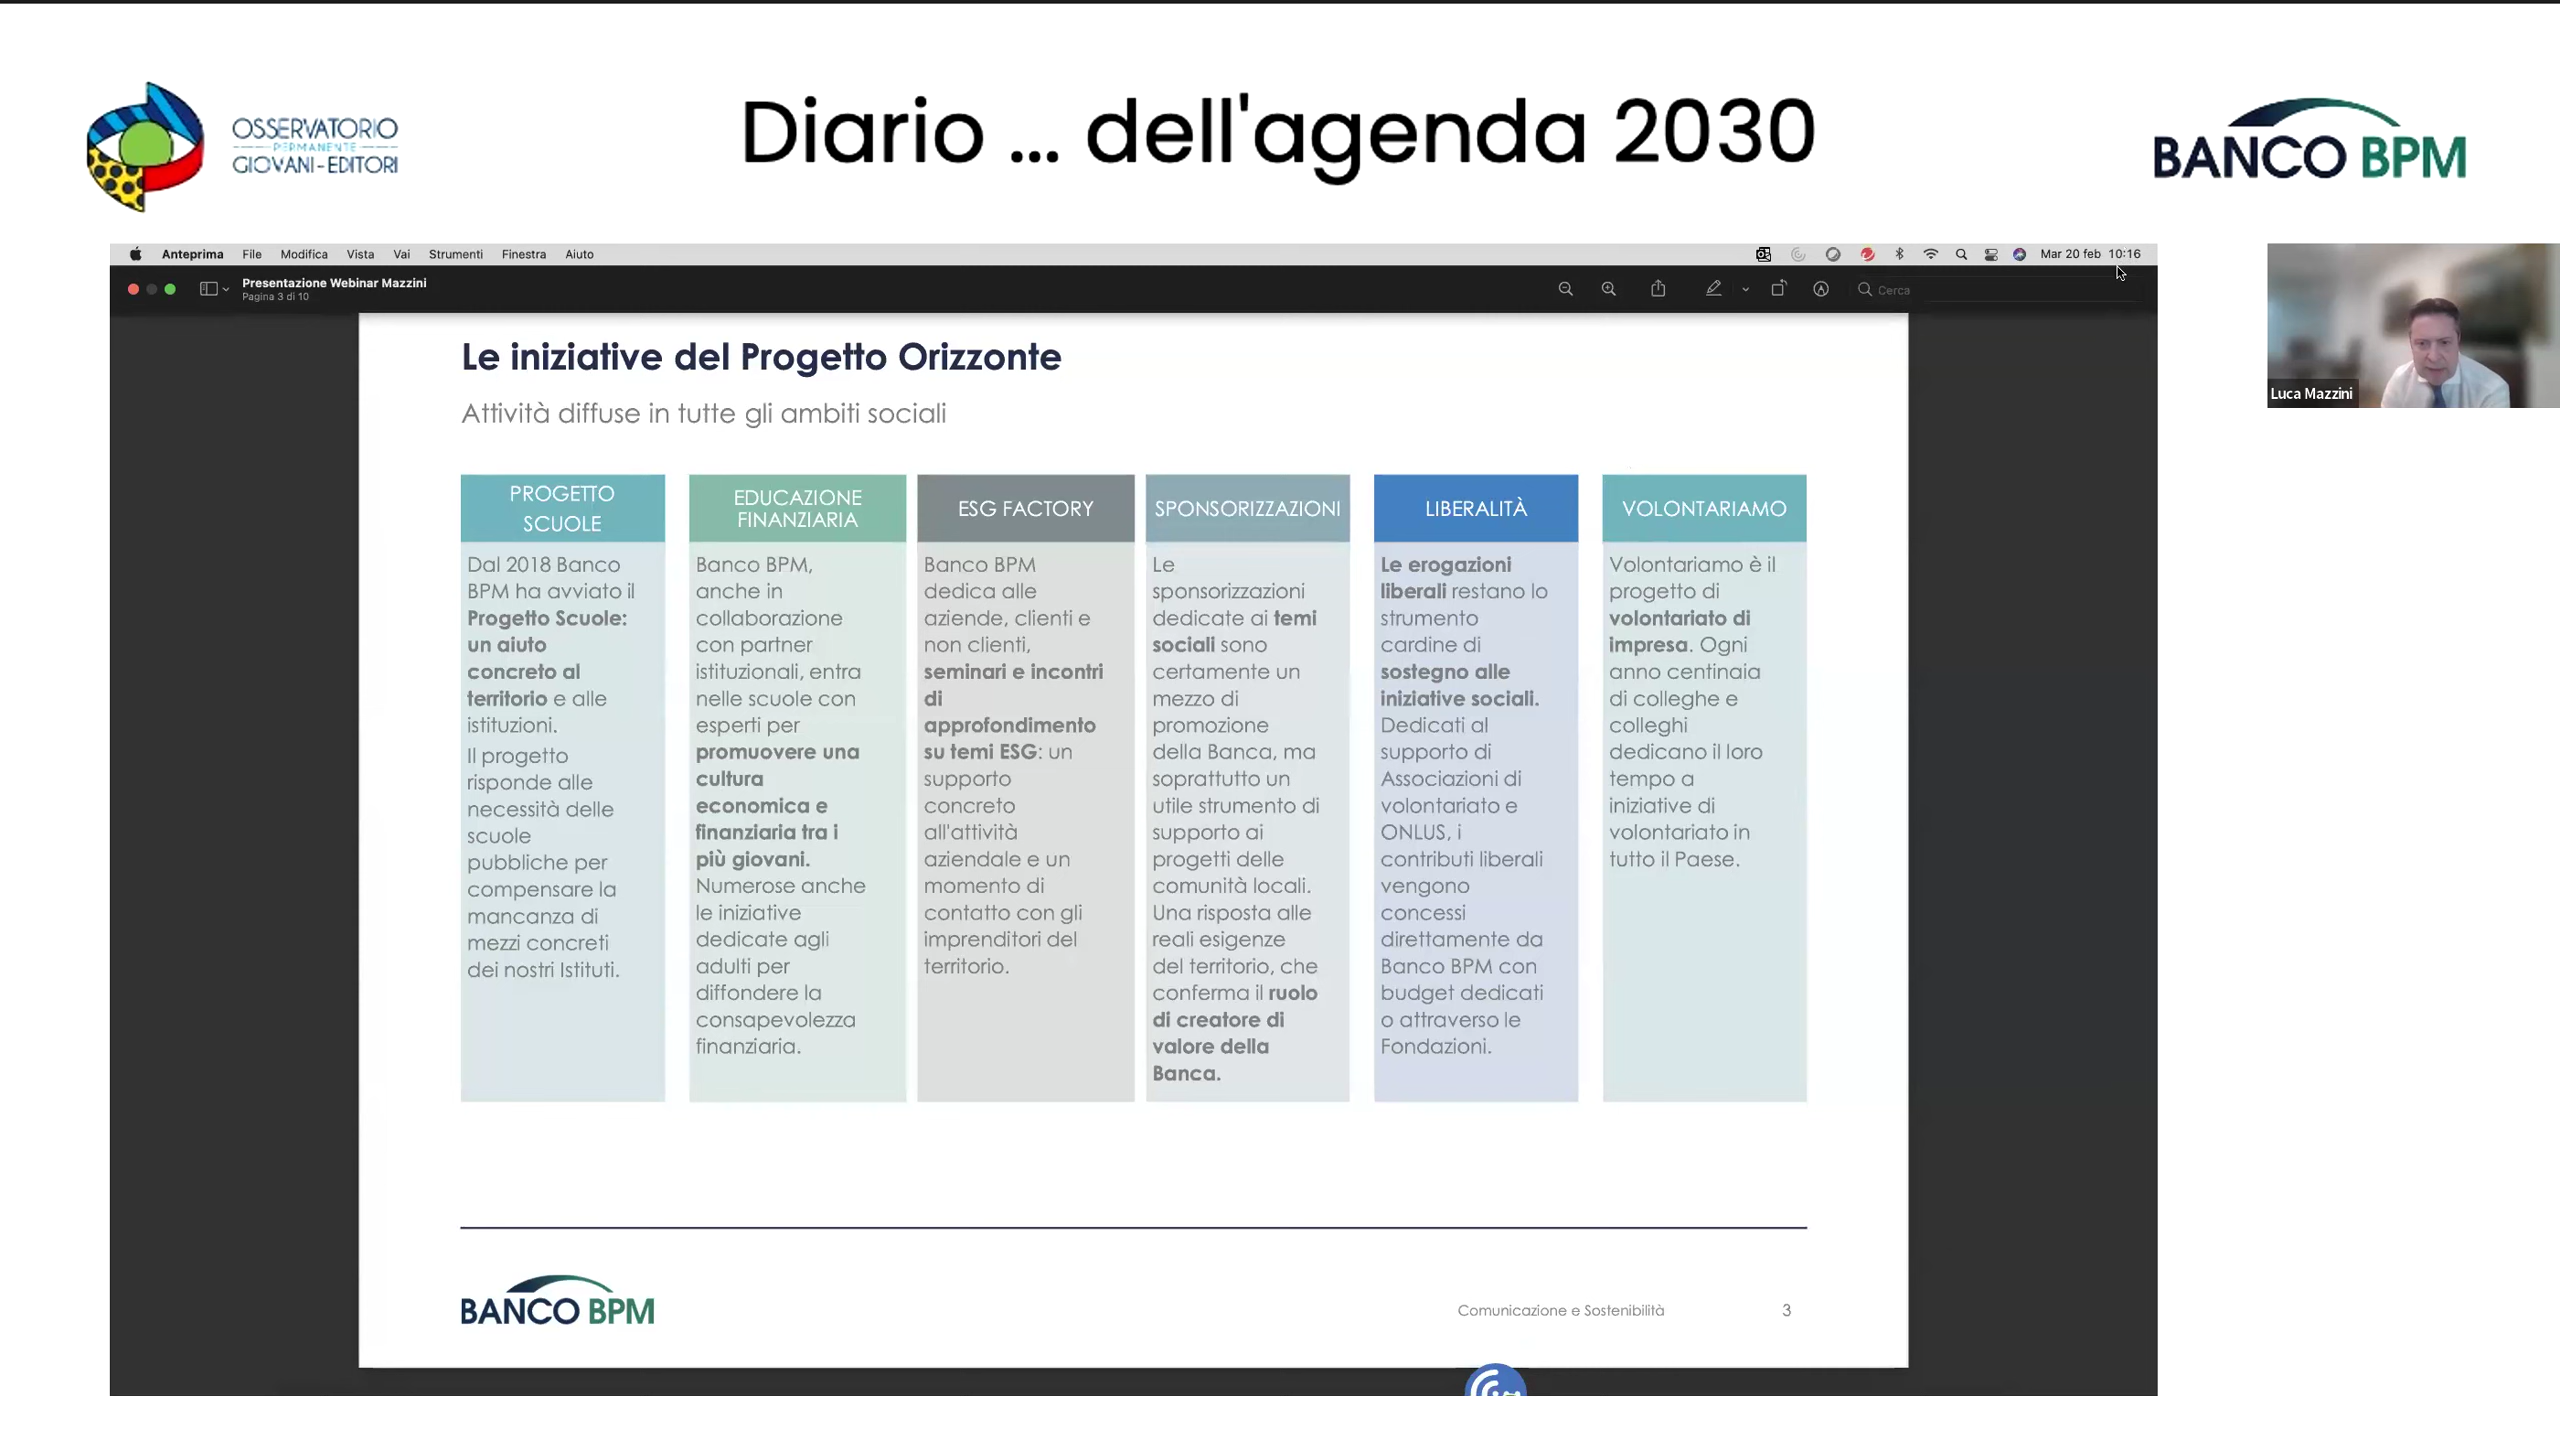 OSSERVATORIO
PERMANENTE
GIOVANI-EDITORI
Diario ... dell'agenda 2030
BANCO BPM
Anteprima File Modifica Vista Vai Strumenti Finestra Aiuto
Mar 20 feb 10:16
Presentazione Webinar Mazzini
Pagina 3 di 10
Cerca
Luca Mazzini
Le iniziative del Progetto Orizzonte
Attività diffuse in tutte gli ambiti sociali
PROGETTO
SCUOLE
Dal 2018 Banco
BPM ha avviato il
Progetto Scuole:
un aiuto
concreto al
territorio e alle
istituzioni.
Il progetto
risponde alle
necessità delle
scuole
pubbliche per
compensare la
mancanza di
mezzi concreti
dei nostri Istituti.
EDUCAZIONE
FINANZIARIA
Banco BPM,
anche in
collaborazione
con partner
istituzionali, entra
nelle scuole con
esperti per
promuovere una
cultura
economica e
finanziaria tra i
più giovani.
Numerose anche
le iniziative
dedicate agli
adulti per
diffondere la
consapevolezza
finanziaria.
ESG FACTORY
Banco BPM
dedica alle
aziende, clienti e
non clienti,
seminari e incontri
di
approfondimento
su temi ESG: un
supporto
concreto
all'attività
aziendale e un
momento di
contatto con gli
imprenditori del
territorio.
SPONSORIZZAZIONI
Le
sponsorizzazioni
dedicate ai temi
sociali sono
certamente un
mezzo di
promozione
della Banca, ma
soprattutto un
utile strumento di
supporto ai
progetti delle
comunità locali.
Una risposta alle
reali esigenze
del territorio, che
conferma il ruolo
di creatore di
valore della
Banca.
LIBERALITÀ
Le erogazioni
liberali restano lo
strumento
cardine di
sostegno alle
iniziative sociali.
Dedicati al
supporto di
Associazioni di
volontariato e
ONLUS, i
contributi liberali
vengono
concessi
direttamente da
Banco BPM con
budget dedicati
o attraverso le
Fondazioni.
VOLONTARIAMO
Volontariamo è il
progetto di
volontariato di
impresa. Ogni
anno centinaia
di colleghe e
colleghi
dedicano il loro
tempo a
iniziative di
volontariato in
tutto il Paese.
BANCO BPM
Comunicazione e Sostenibilità
3